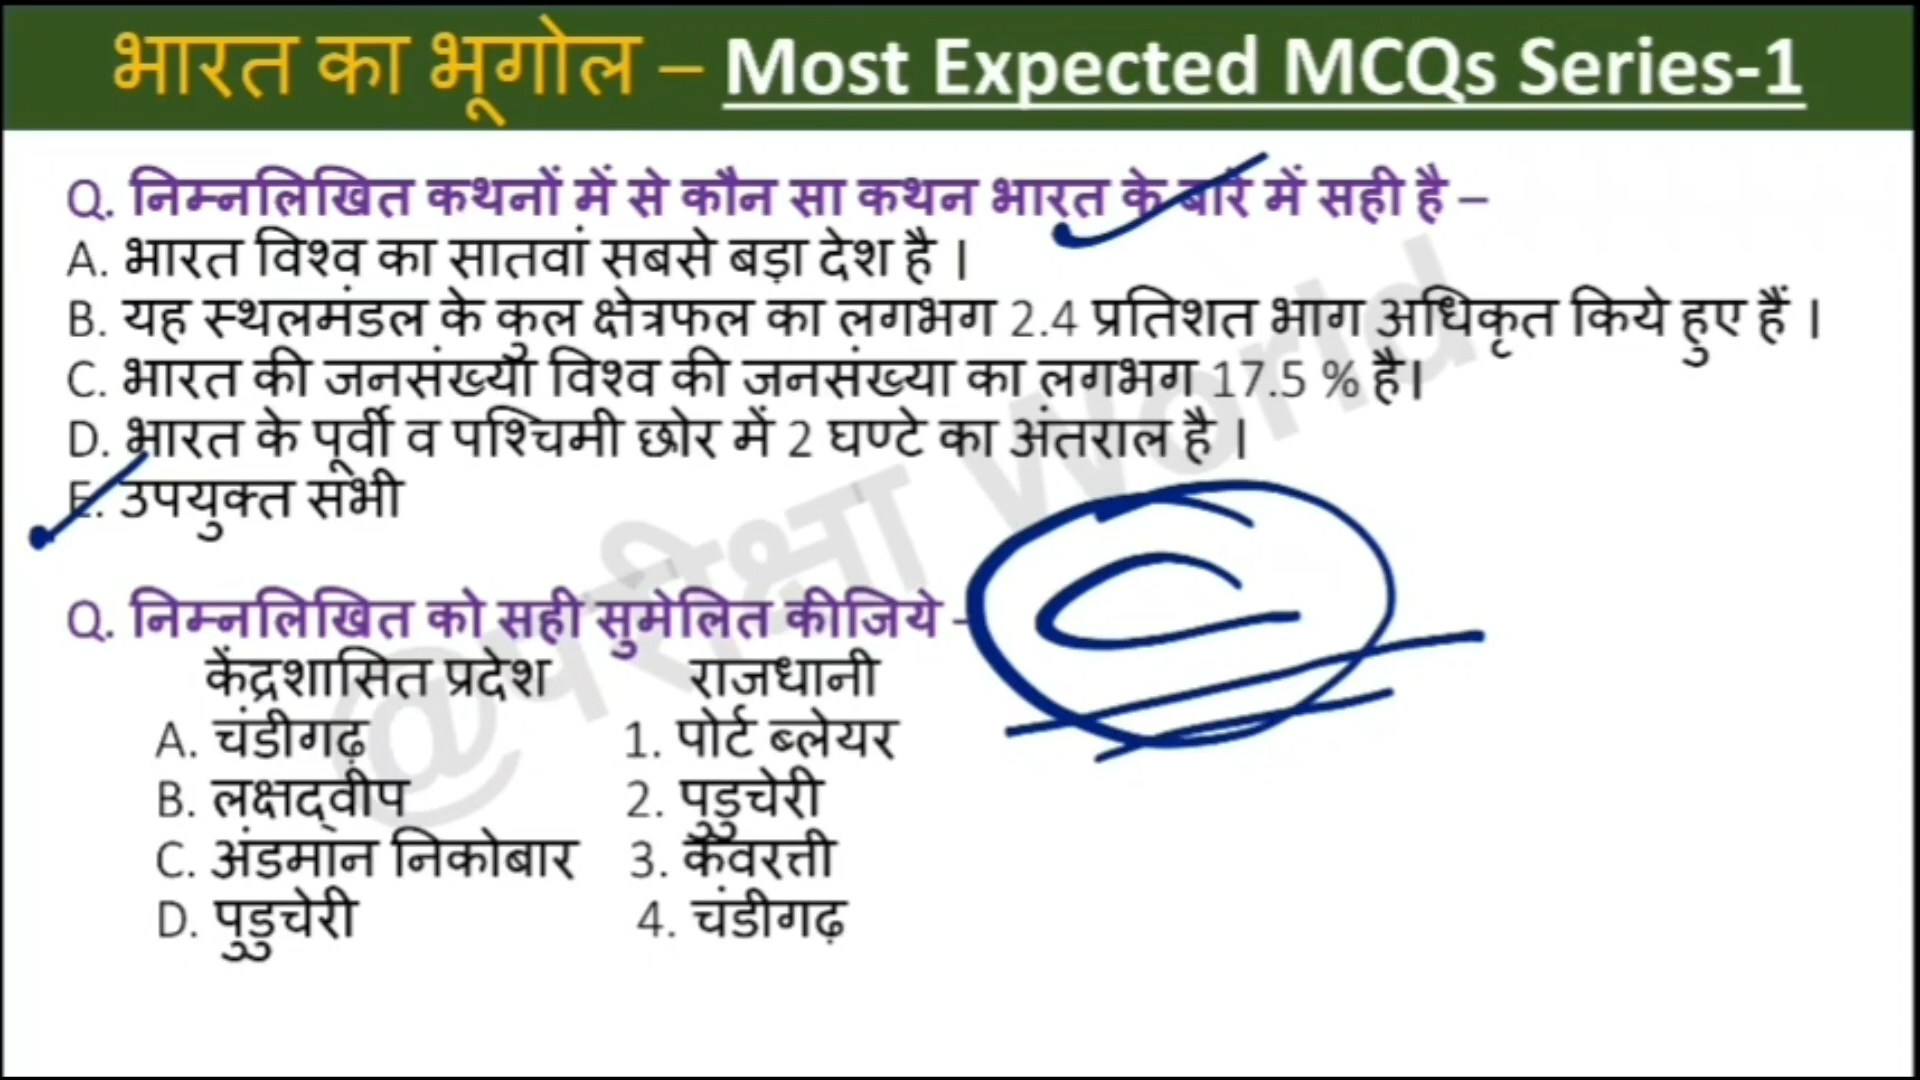 भारत का भूगोल – Most Expected MCQs Series-1
Q. निम्नलिखित कथनों में से कौन सा कथन भारत के बारे में सही है –
A. भारत विश्व का सातवां सबसे बड़ा देश है ।
B. यह स्थलमंडल के कुल क्षेत्रफल का लगभग 2.4 प्रतिशत भाग अधिकृत किये हुए हैं ।
C. भारत की जनसंख्या विश्व की जनसंख्या का लगभग 17.5 % है।
D. भारत के पूर्वी व पश्चिमी छोर में 2 घण्टे का अंतराल है ।
E. उपयुक्त सभी
Q. निम्नलिखित को सही सुमेलित कीजिये -
केंद्रशासित प्रदेश राजधानी
A. चंडीगढ़ 1. पोर्ट ब्लेयर
B. लक्षद्वीप 2. पुडुचेरी
C. अंडमान निकोबार 3. कैवरत्ती
D. पुडुचेरी 4. चंडीगढ़
@परीक्षा World